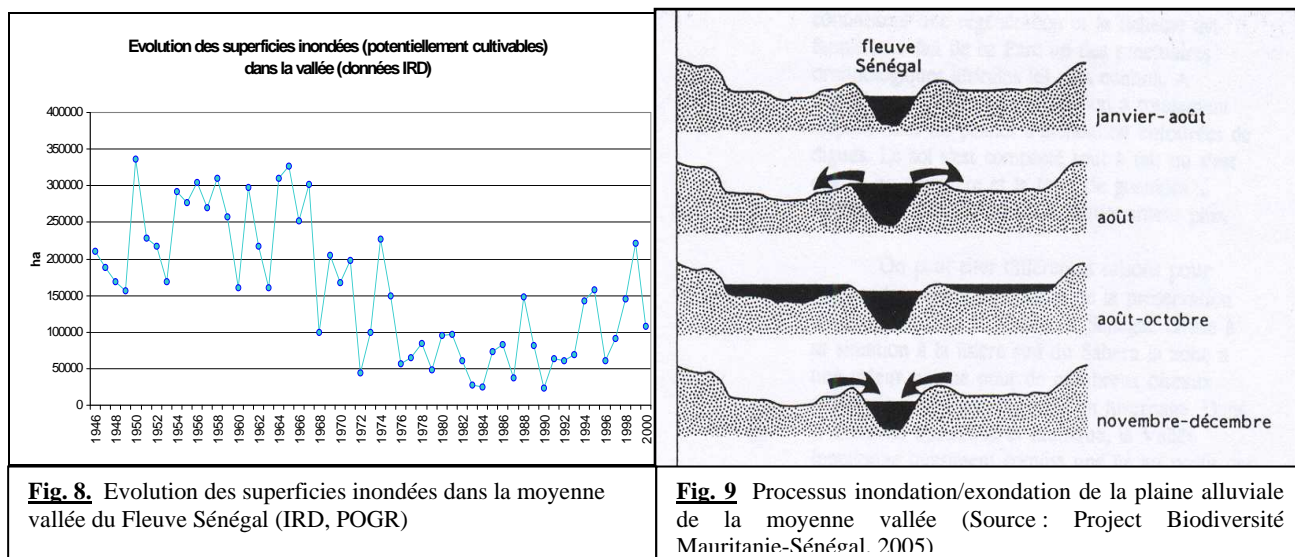 Evolution des superficies inondées (potentiellement cultivables)
dans la vallée (données IRD)
ha
400000
350000
300000
250000
200000
150000
100000
50000
0
1946
1948
1950
1952
1954
1956
1958
1960
1962
1964
1966
1968
1970
1972
1974
1976
1978
1980
1982
1984
1986
1988
1990
1992
1994
1996
1998
2000
fleuve
Sénégal
janvier-août
août
août-octobre
novembre-décembre
Fig. 8. Evolution des superficies inondées dans la moyenne
vallée du Fleuve Sénégal (IRD, POGR)
Fig. 9 Processus inondation/exondation de la plaine alluviale
de la moyenne vallée (Source : Project Biodiversité
Mauritanie-Sénégal, 2005)